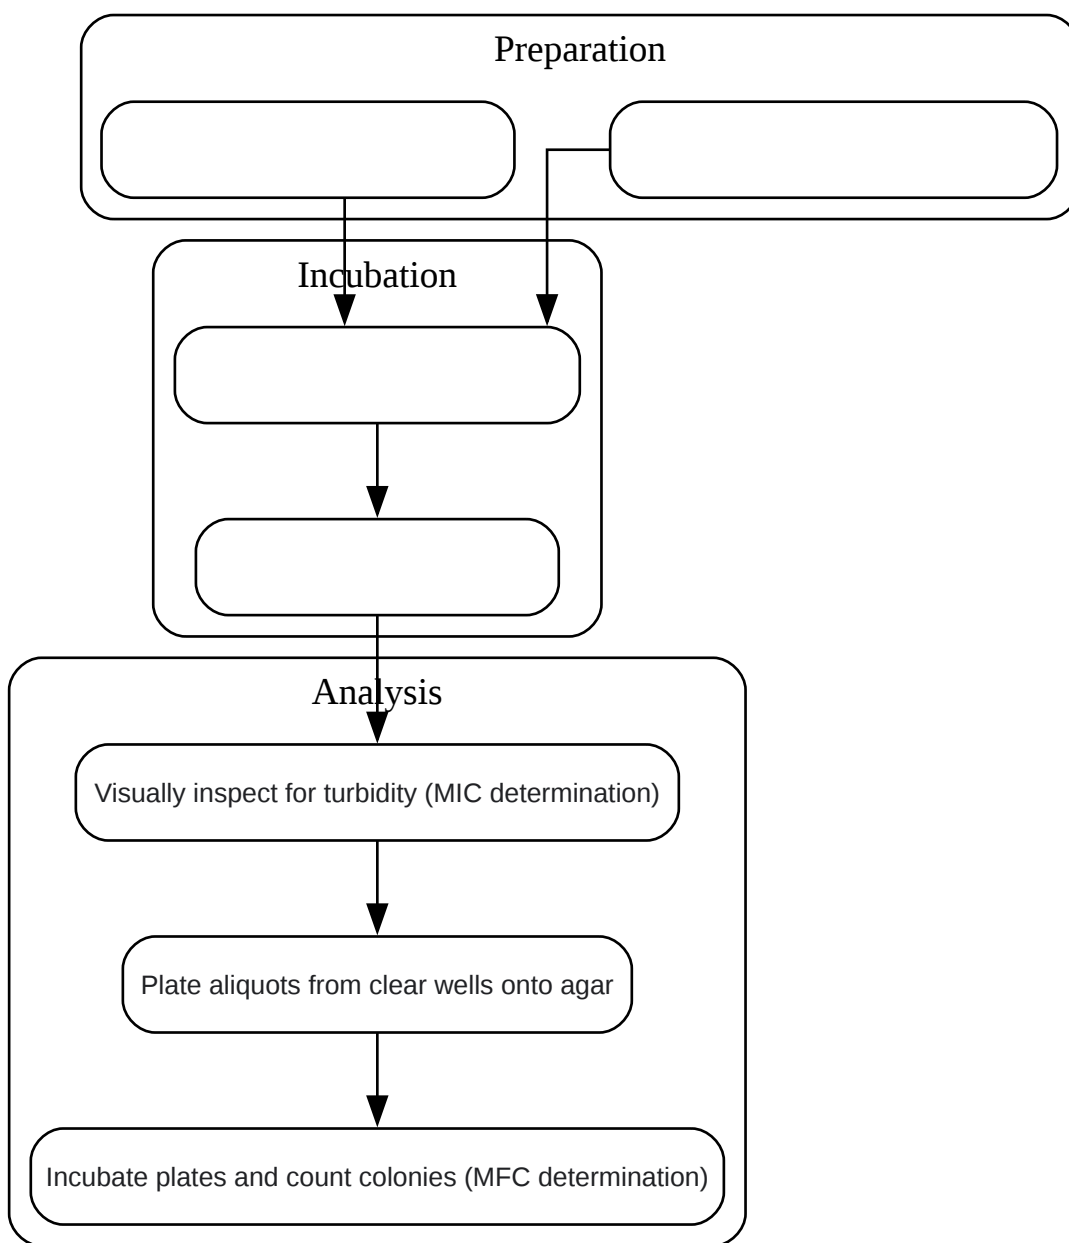 Preparation
Incubation
Analysis
Visually inspect for turbidity (MIC determination)
Plate aliquots from clear wells onto agar
Incubate plates and count colonies (MFC determination)